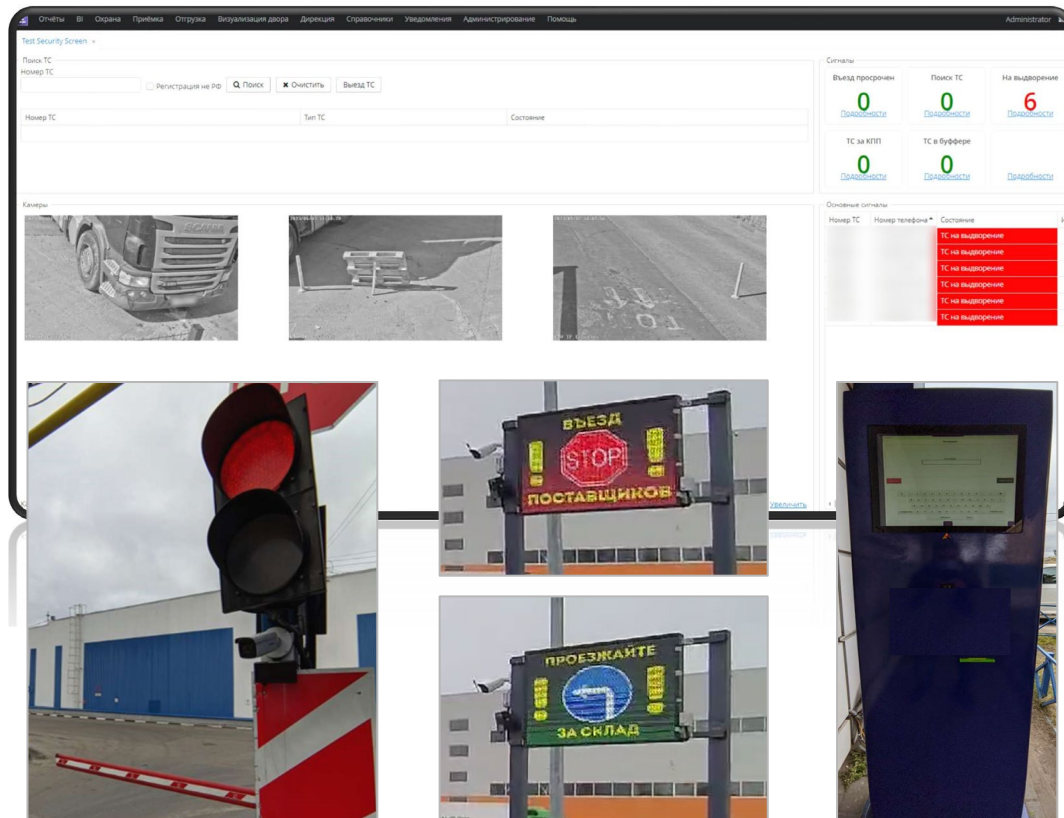 Отчёты BI Охрана Приёмка Отгрузка Визуализация двора Дирекция Справочники Уведомления Администрирование Помощь Administrator
Test Security Screen ×
Поиск ТС
Номер ТС
Регистрация не РФ Поиск Очистить Выезд ТС
Номер ТС Тип ТС Состояние
Сигналы
Въезд просрочен Поиск ТС На выдворение
0 0 6
Подробности Подробности Подробности
ТС за КПП ТС в буффере
0 0
Подробности Подробности Подробности
Камеры
SCANIA
Основные сигналы
Номер ТС Номер телефона Состояние
ТС на выдворение
ТС на выдворение
ТС на выдворение
ТС на выдворение
ТС на выдворение
ТС на выдворение
Увеличить
ВЪЕЗД
! STOP !
ПОСТАВЩИКОВ
ПРОЕЗЖАЙТЕ
! !
ЗА СКЛАД